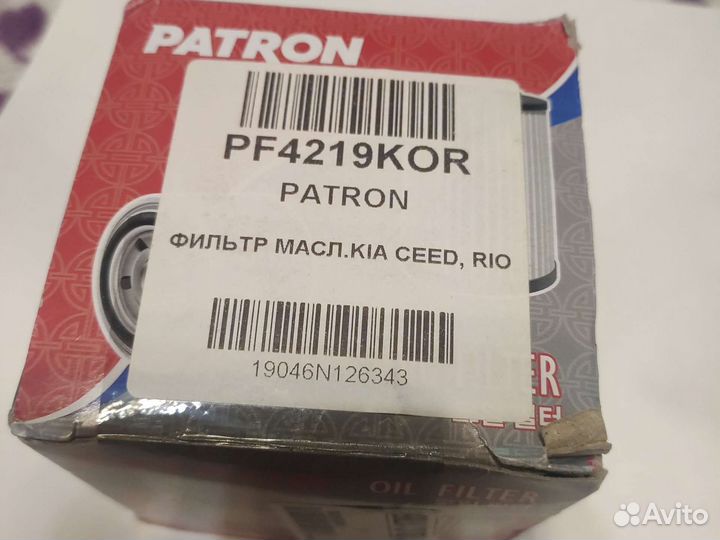 PATRON
PF4219KOR
PATRON
ФИЛЬТР МАСЛ.KIA CEED, RIO
19046N126343
OIL FILTER
Avito